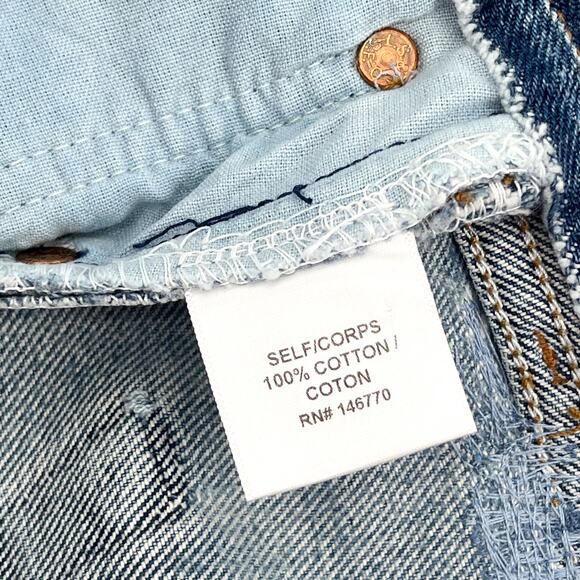 SELF/CORPS
100% COTTON /
COTON
RN# 146770